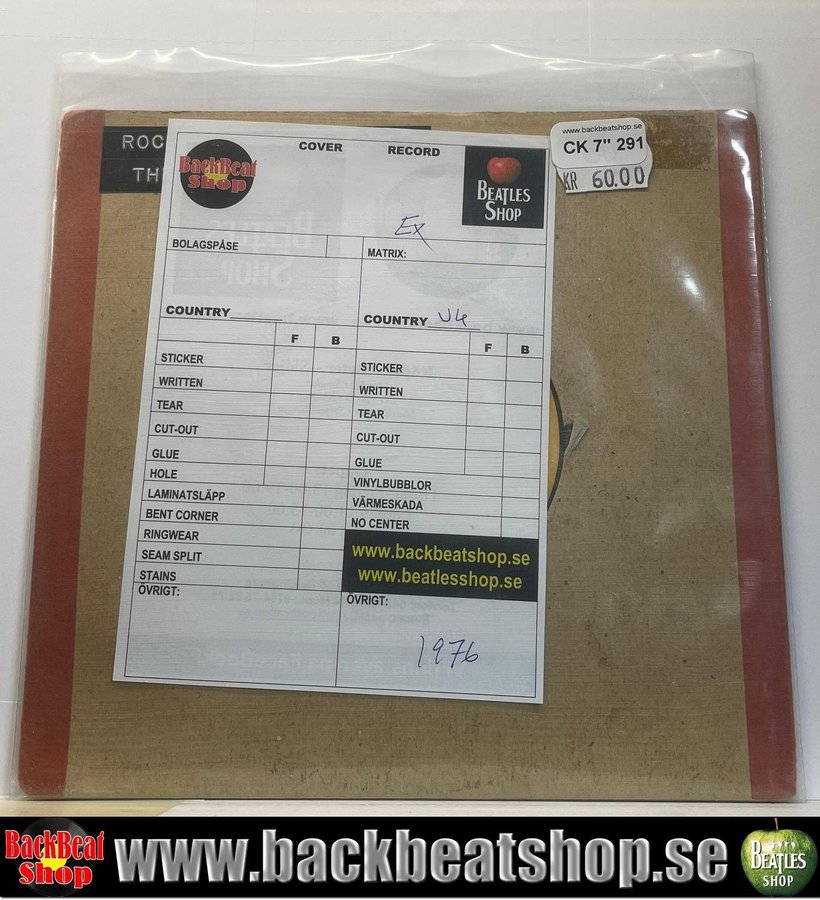 www.backbeatshop.se
CK 7" 291
KR 60.00
ROC
TH
BackBeat
Shop
COVER RECORD
BEATLES
SHOP
Ex
BOLAGSPÅSE MATRIX:
COUNTRY______ COUNTRY UK
F B F B
STICKER STICKER
WRITTEN WRITTEN
TEAR TEAR
CUT-OUT CUT-OUT
GLUE GLUE
HOLE VINYLBUBBLOR
LAMINATSLÄPP VÄRMESKADA
BENT CORNER NO CENTER
RINGWEAR
SEAM SPLIT www.backbeatshop.se
STAINS www.beatlesshop.se
ÖVRIGT: ÖVRIGT:
1976
BackBeat
Shop
www.backbeatshop.se
BEATLES
SHOP